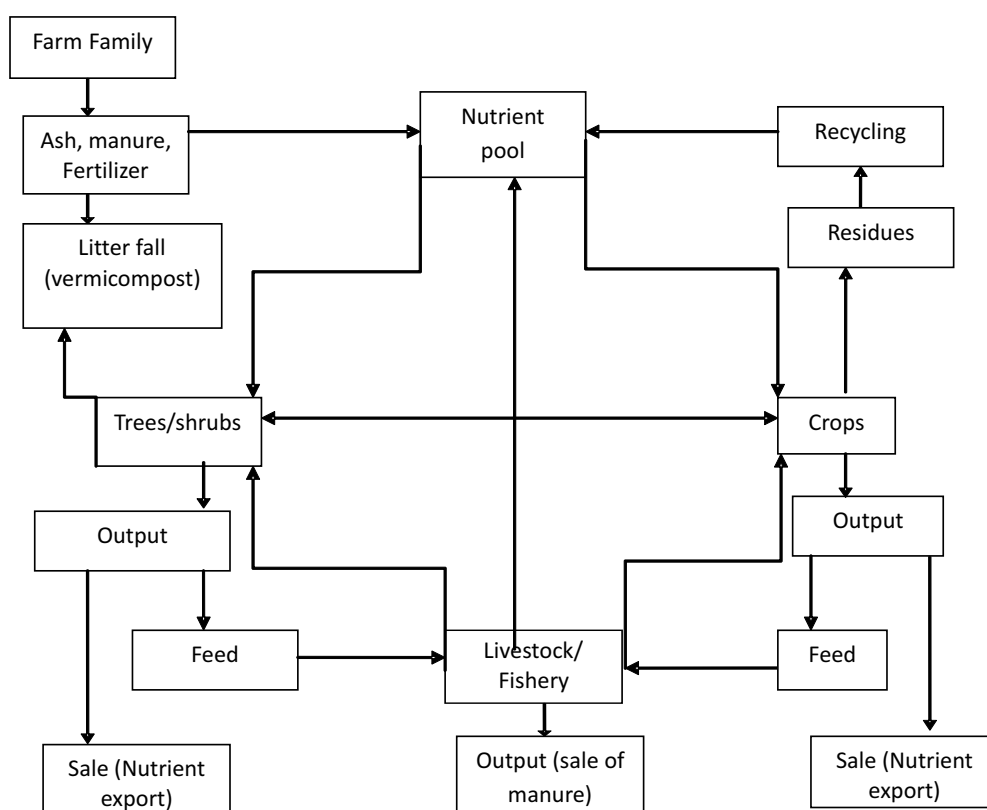 Farm Family
Nutrient
pool
Ash, manure,
Fertilizer
Recycling
Litter fall
(vermicompost)
Residues
Trees/shrubs
Crops
Output
Output
Feed
Livestock/
Fishery
Feed
Sale (Nutrient
export)
Output (sale of
manure)
Sale (Nutrient
export)